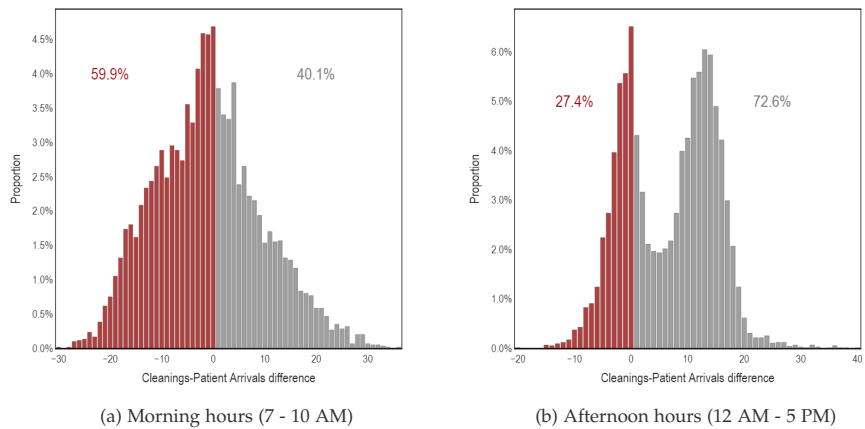 4.5%
4.0%
3.5%
3.0%
2.5%
2.0%
1.5%
1.0%
0.5%
0.0%
Proportion
59.9%
40.1%
−30 −20 −10 0 10 20 30
Cleanings-Patient Arrivals difference
(a) Morning hours (7 - 10 AM)
6.0%
5.0%
4.0%
3.0%
2.0%
1.0%
0.0%
Proportion
27.4%
72.6%
−20 −10 0 10 20 30 40
Cleanings-Patient Arrivals difference
(b) Afternoon hours (12 AM - 5 PM)